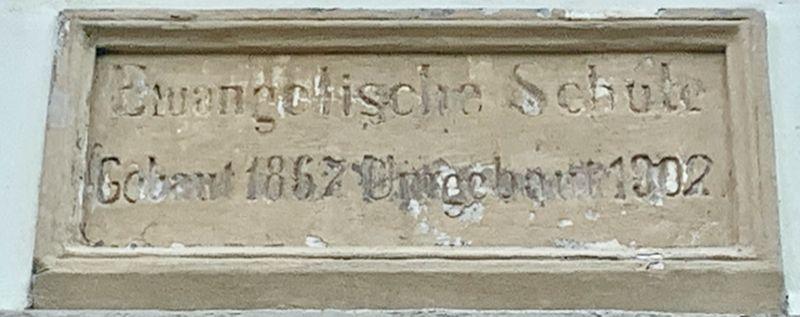 Evangelische Schule
Gebaut 1867 Umgebaut 1902